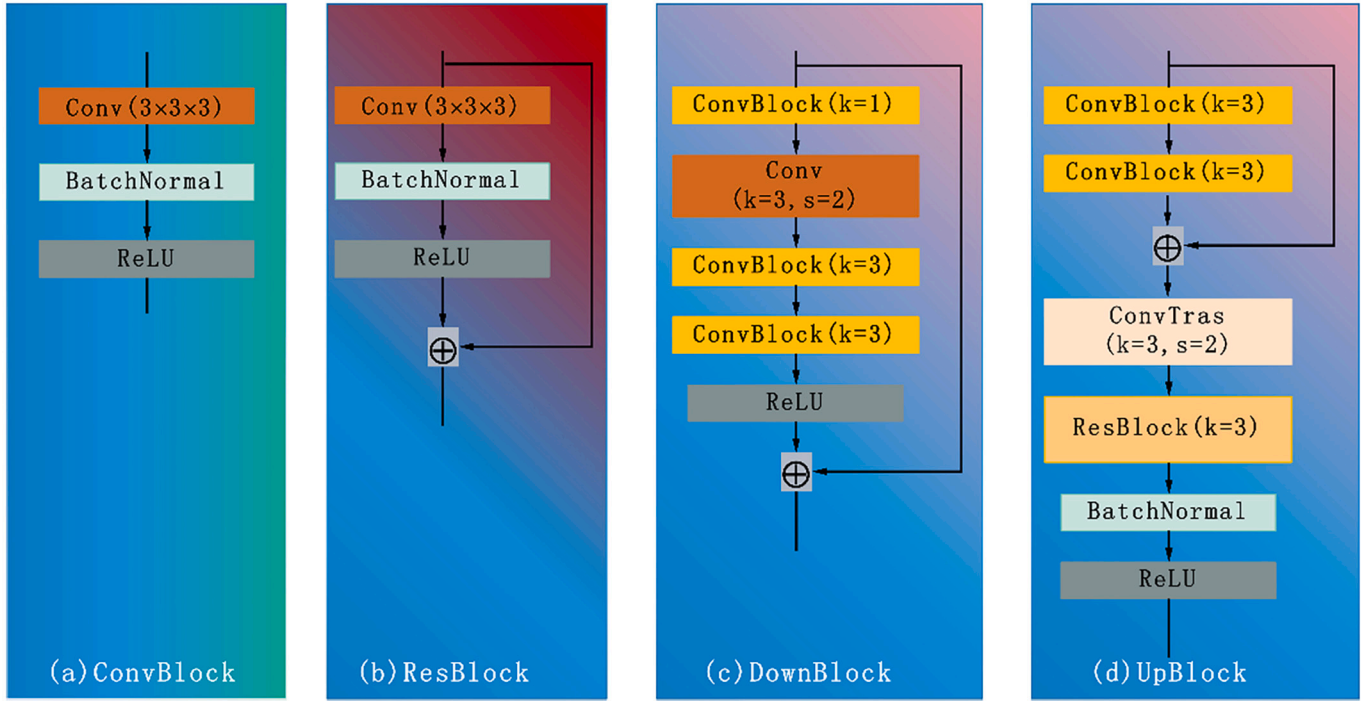 Conv(3×3×3)
BatchNormal
ReLU
(a)ConvBlock
Conv(3×3×3)
BatchNormal
ReLU
⊕
(b)ResBlock
ConvBlock(k=1)
Conv
(k=3,s=2)
ConvBlock(k=3)
ConvBlock(k=3)
ReLU
⊕
(c)DownBlock
ConvBlock(k=3)
ConvBlock(k=3)
⊕
ConvTras
(k=3,s=2)
ResBlock(k=3)
BatchNormal
ReLU
(d)UpBlock